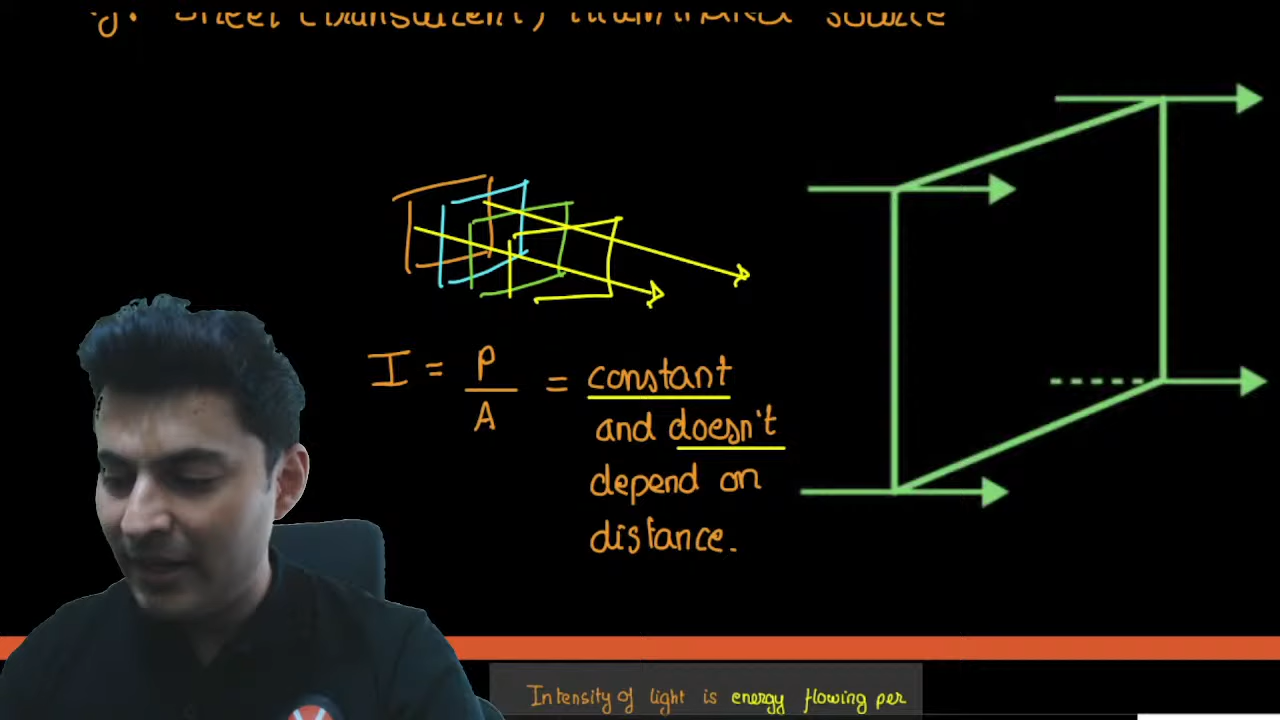 I = P/A = constant
and doesn't
depend on
distance.
Intensity of light is energy flowing per